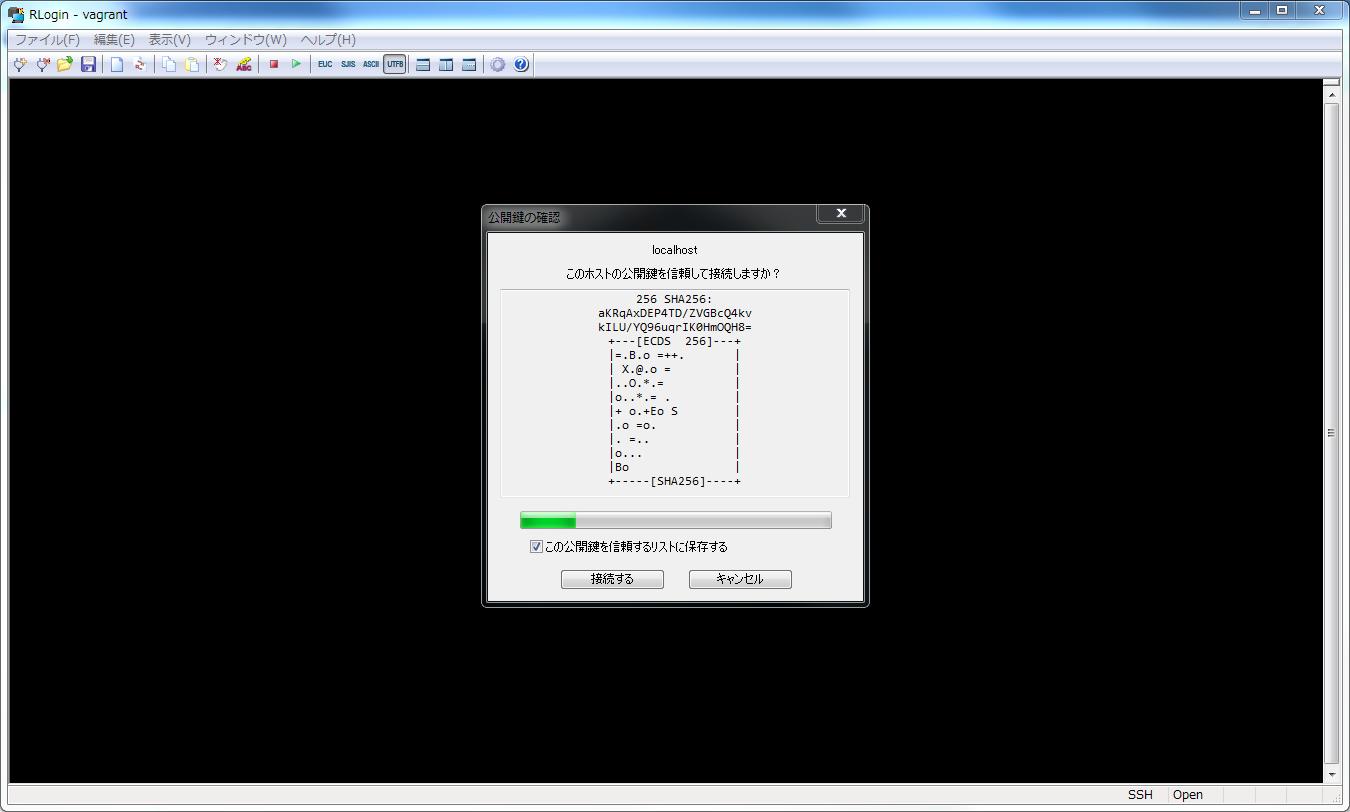 RLogin - vagrant
ファイル(F) 編集(E) 表示(V) ウィンドウ(W) ヘルプ(H)
EUC SJIS ASCII UTF8
公開鍵の確認
localhost
このホストの公開鍵を信頼して接続しますか？
256 SHA256:
aKRqAxDEP4TD/ZVGBcQ4kv
kILU/YQ96uqrIK0HmOQH8=
+---[ECDS  256]---+
|=.B.o =++.       |
| X.@.o =         |
|..O.*.=          |
|o..*.= .         |
|+ o.+Eo S        |
|.o =o.           |
|. =..            |
|o...             |
|Bo               |
+-----[SHA256]----+
この公開鍵を信頼するリストに保存する
接続する キャンセル
SSH Open